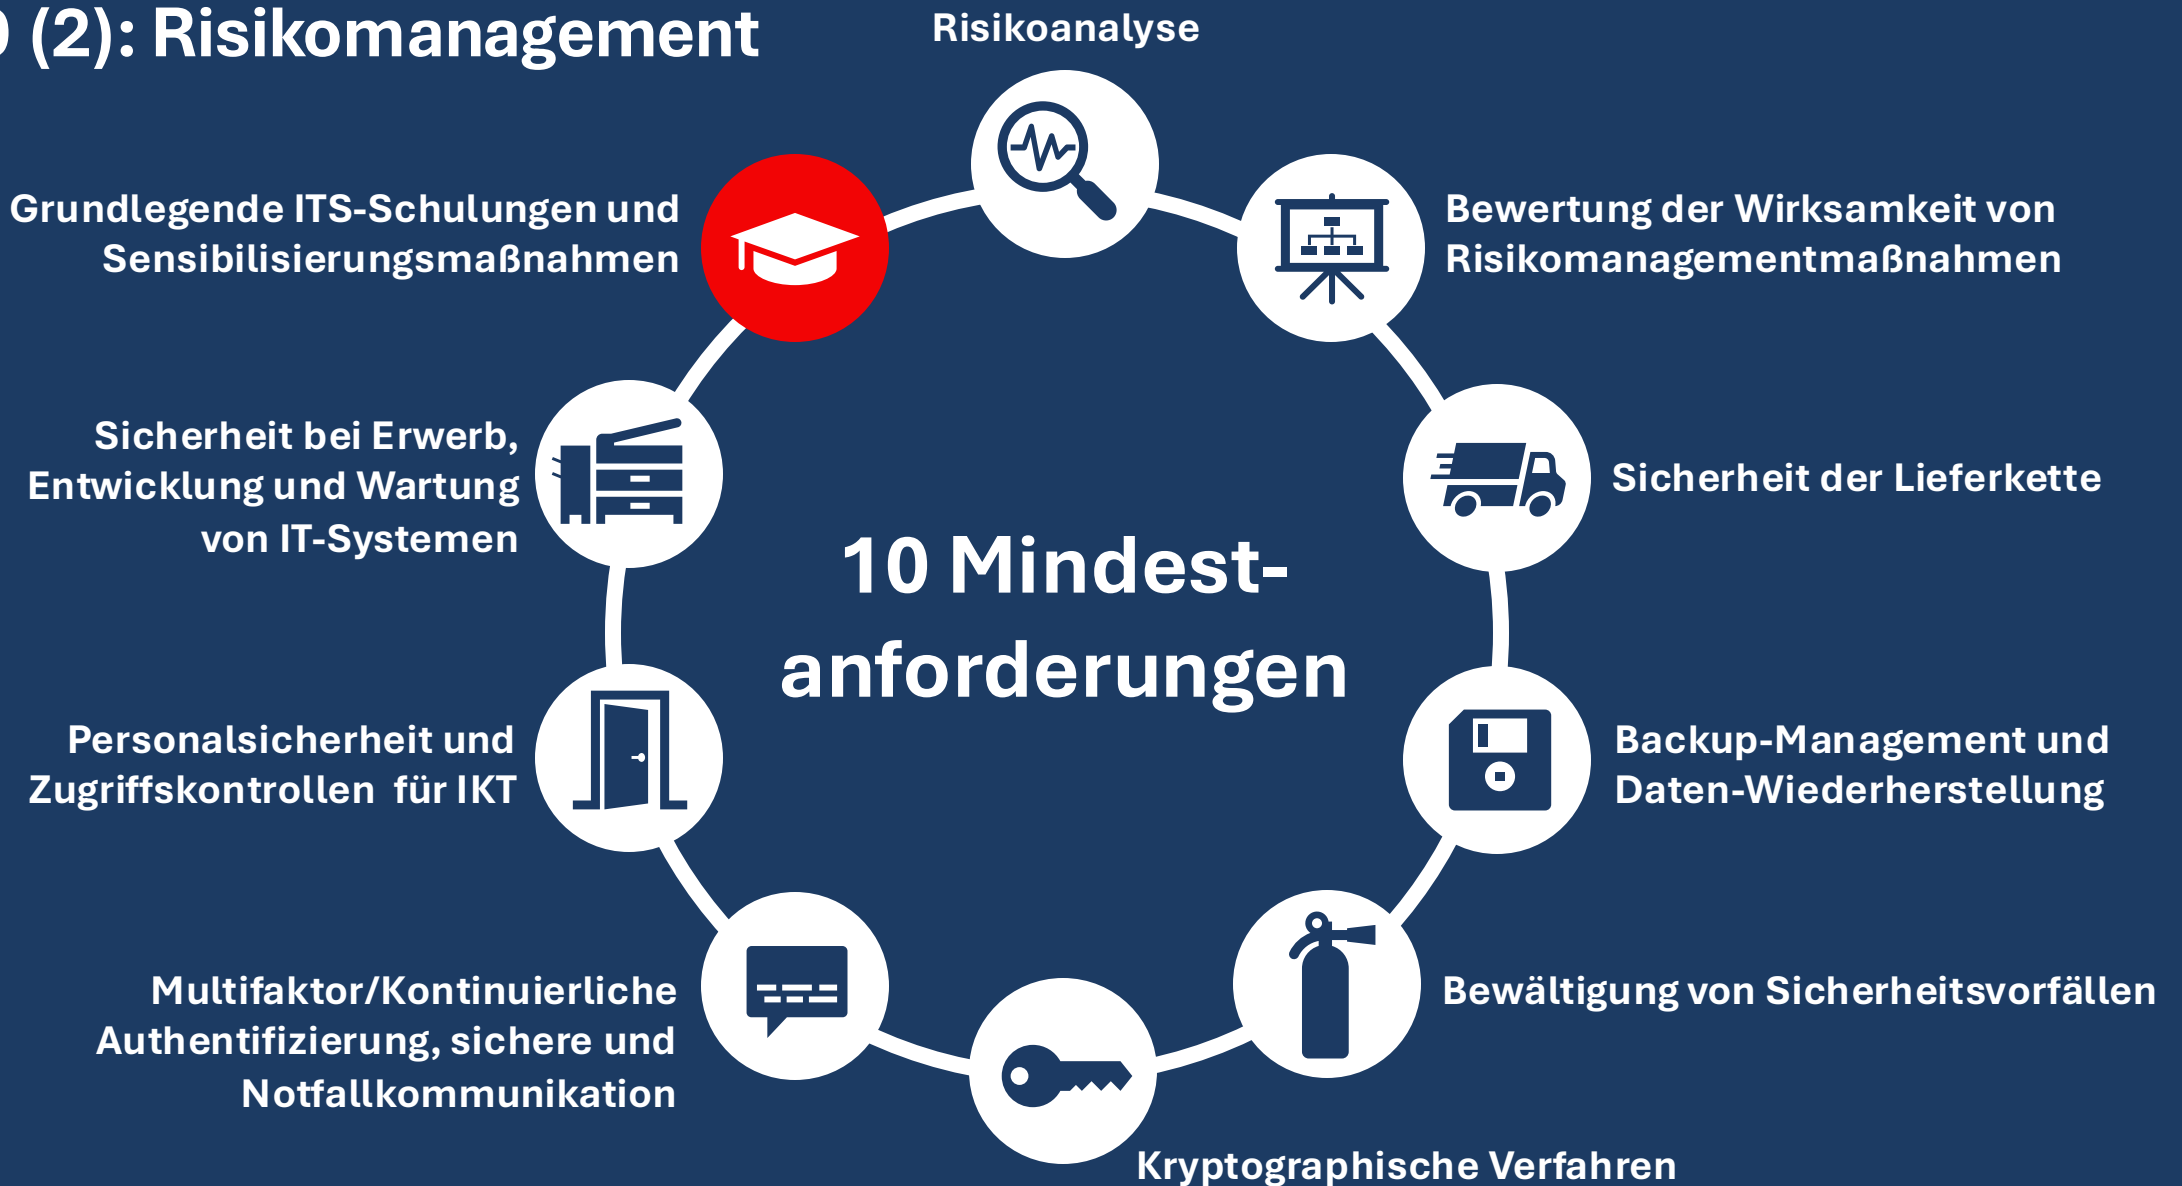 (2): Risikomanagement
Risikoanalyse
Grundlegende ITS-Schulungen und
Sensibilisierungsmaßnahmen
Bewertung der Wirksamkeit von
Risikomanagementmaßnahmen
Sicherheit bei Erwerb,
Entwicklung und Wartung
von IT-Systemen
Sicherheit der Lieferkette
10 Mindest-
anforderungen
Personalsicherheit und
Zugriffskontrollen für IKT
Backup-Management und
Daten-Wiederherstellung
Multifaktor/Kontinuierliche
Authentifizierung, sichere und
Notfallkommunikation
Bewältigung von Sicherheitsvorfällen
Kryptographische Verfahren